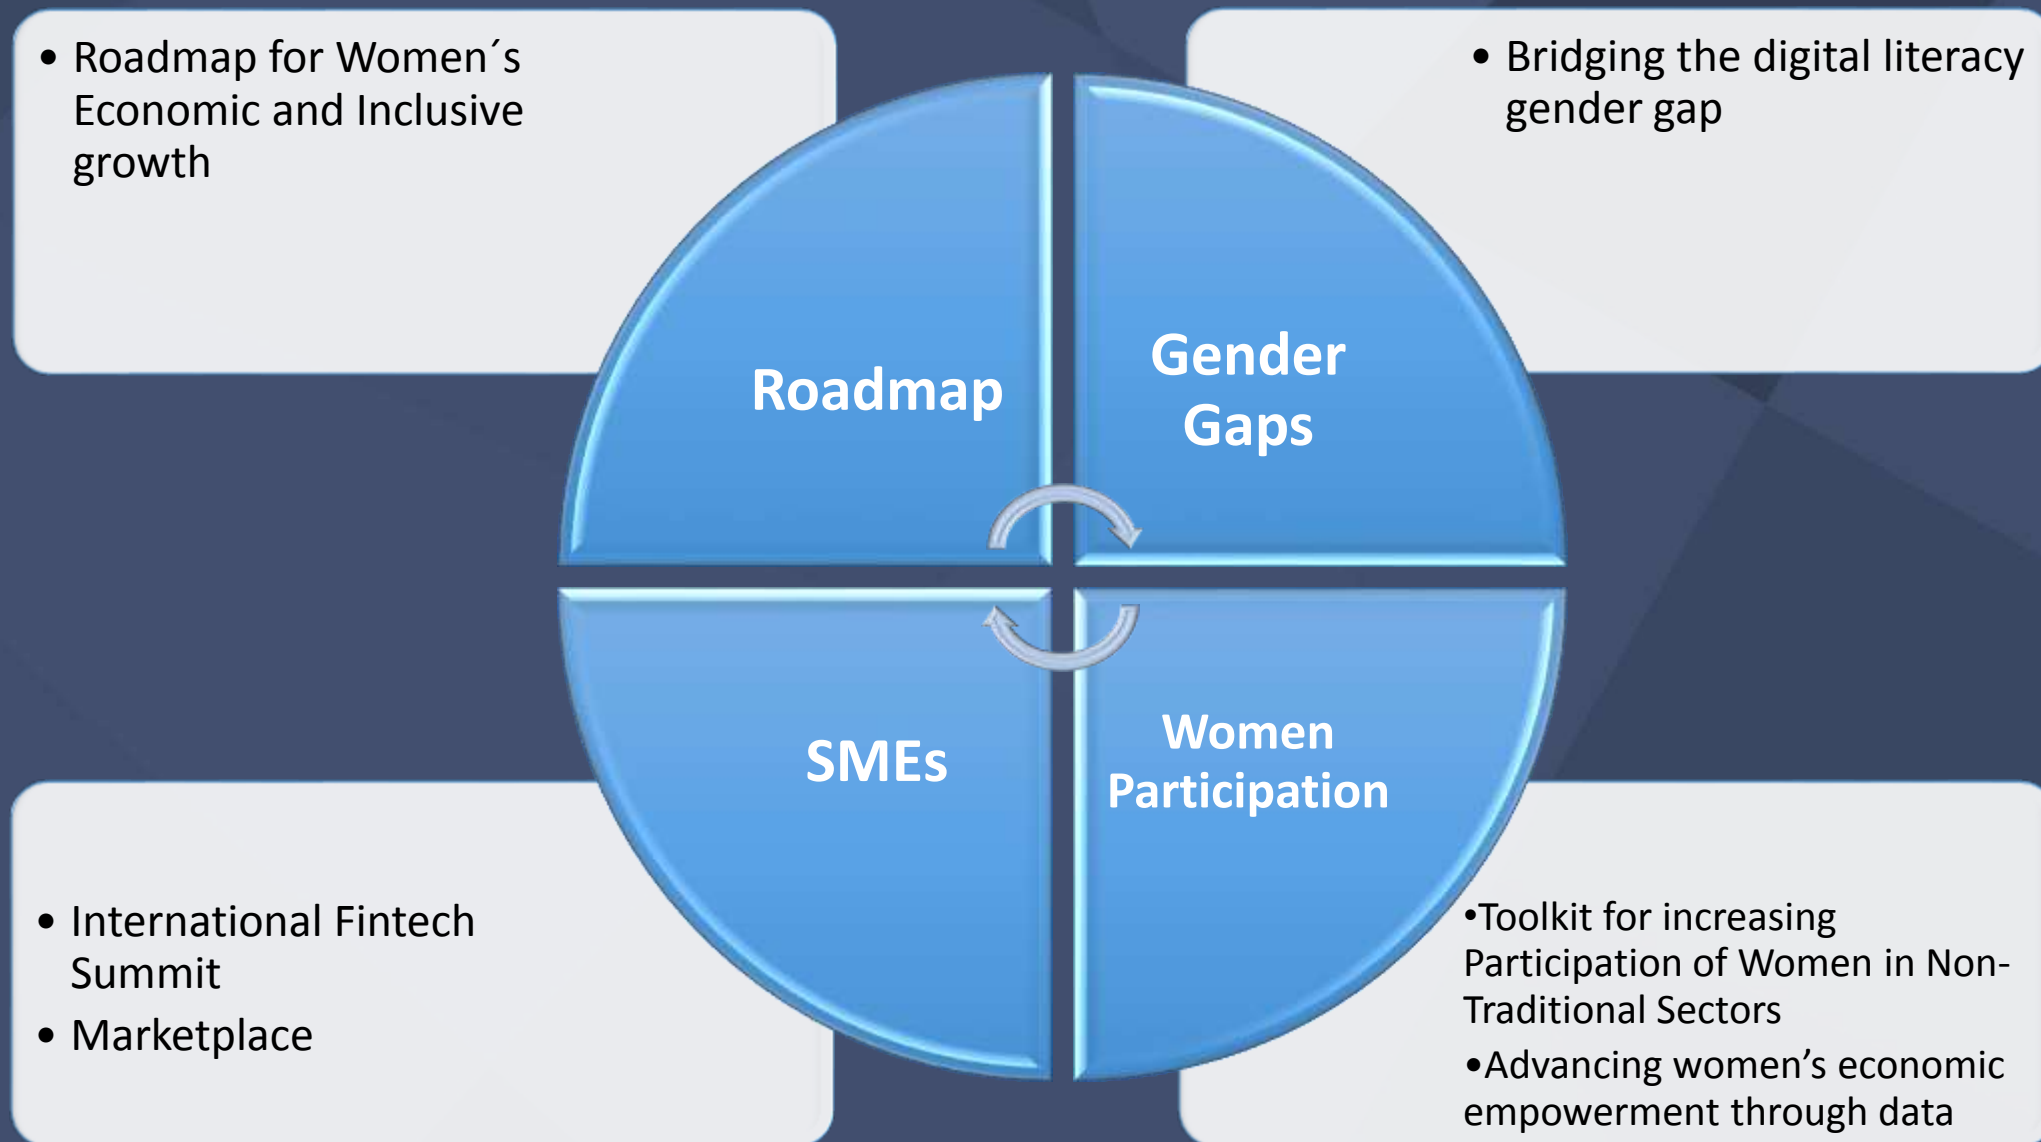 • Roadmap for Women´s
Economic and Inclusive
growth
• Bridging the digital literacy
gender gap
Roadmap
Gender
Gaps
SMEs
Women
Participation
• International Fintech
Summit
• Marketplace
•Toolkit for increasing
Participation of Women in Non-
Traditional Sectors
•Advancing women’s economic
empowerment through data